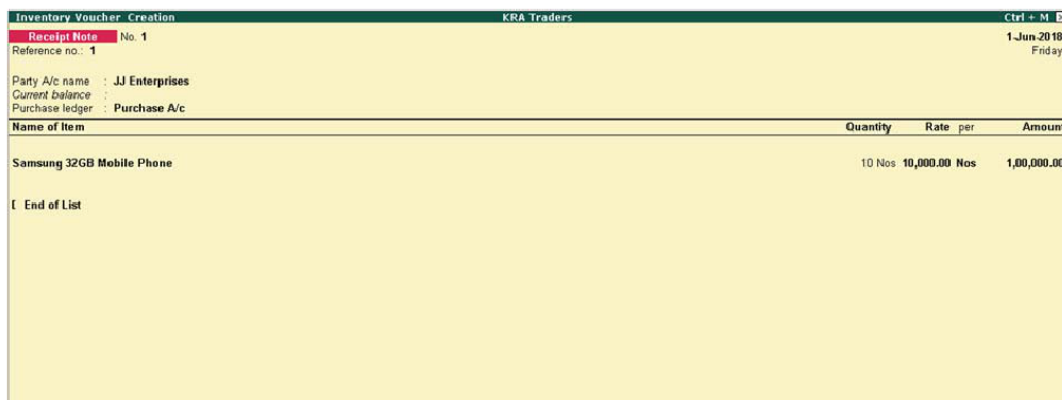 Inventory Voucher Creation KRA Traders Ctrl + M
Receipt Note No. 1 1-Jun-2018
Reference no.: 1 Friday
Party A/c name : JJ Enterprises
Current balance :
Purchase ledger : Purchase A/c
Name of Item Quantity Rate per Amount
Samsung 32GB Mobile Phone 10 Nos 10,000.00 Nos 1,00,000.00
End of List